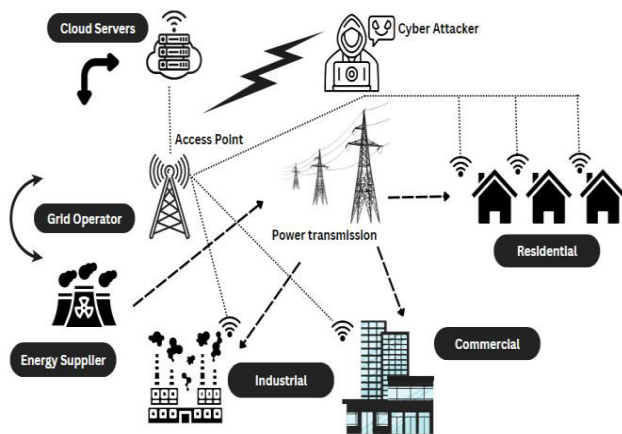 Cloud Servers
Cyber Attacker
Access Point
Grid Operator
Power transmission
Residential
Energy Supplier
Industrial
Commercial